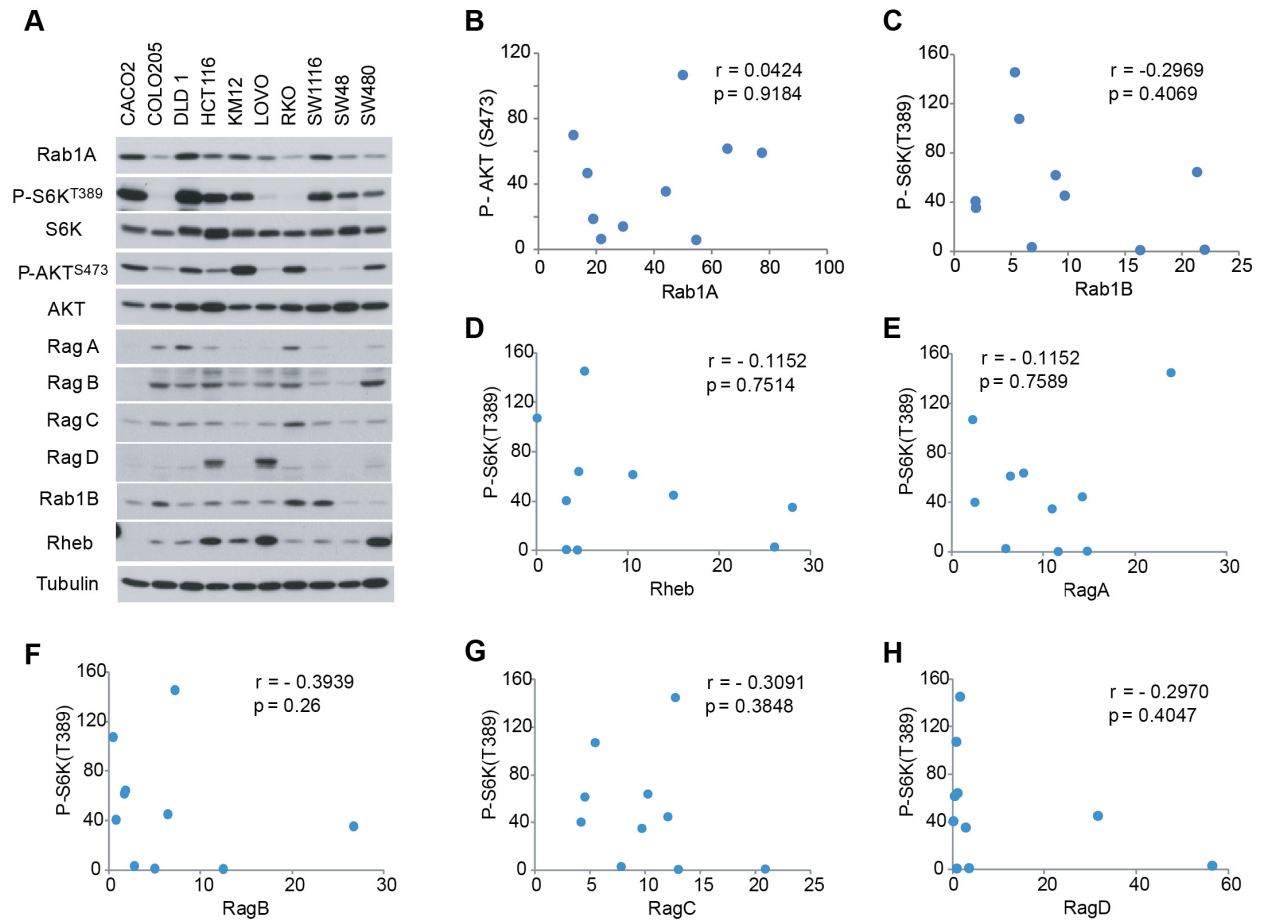 A
CACO2
COLO205
DLD 1
HCT116
KM12
LOVO
RKO
SW116
SW48
SW480
Rab1A
P-S6KT389
S6K
P-AKTS473
AKT
Rag A
Rag B
Rag C
Rag D
Rab1B
Rheb
Tubulin
B
P- AKT (S473)
120
80
40
0
0 20 40 60 80 100
Rab1A
r = 0.0424
p = 0.9184
C
P- S6K(T389)
160
120
80
40
0
0 5 10 15 20 25
Rab1B
r = -0.2969
p = 0.4069
D
P-S6K(T389)
160
120
80
40
0
0 10 20 30
Rheb
r = - 0.1152
p = 0.7514
E
P-S6K(T389)
160
120
80
40
0
0 10 20 30
RagA
r = - 0.1152
p = 0.7589
F
P-S6K(T389)
160
120
80
40
0
0 10 20 30
RagB
r = - 0.3939
p = 0.26
G
P-S6K(T389)
160
120
80
40
0
0 5 10 15 20 25
RagC
r = - 0.3091
p = 0.3848
H
P-S6K(T389)
160
120
80
40
0
0 20 40 60
RagD
r = - 0.2970
p = 0.4047